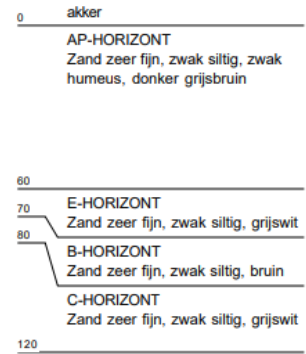 0 akker
AP-HORIZONT
Zand zeer fijn, zwak siltig, zwak
humeus, donker grijsbruin
60
E-HORIZONT
70 Zand zeer fijn, zwak siltig, grijswit
80 B-HORIZONT
Zand zeer fijn, zwak siltig, bruin
C-HORIZONT
Zand zeer fijn, zwak siltig, grijswit
120